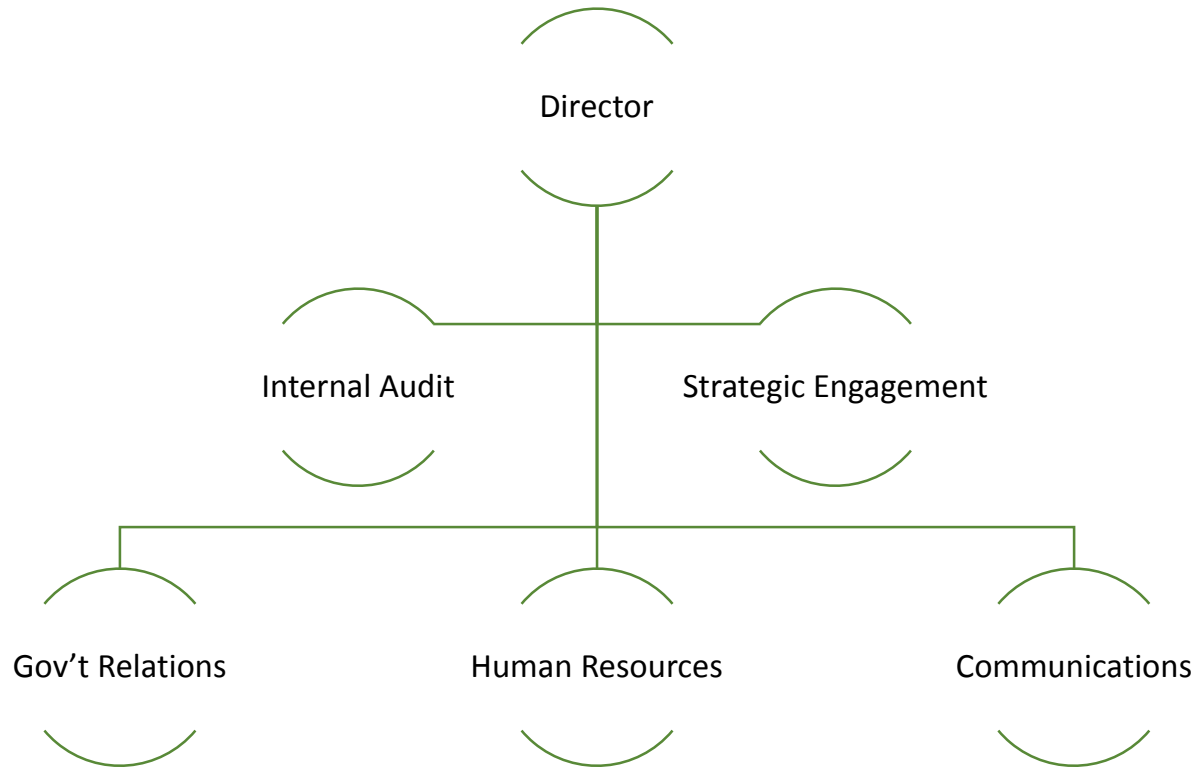 Director
Internal Audit
Strategic Engagement
Gov’t Relations
Human Resources
Communications